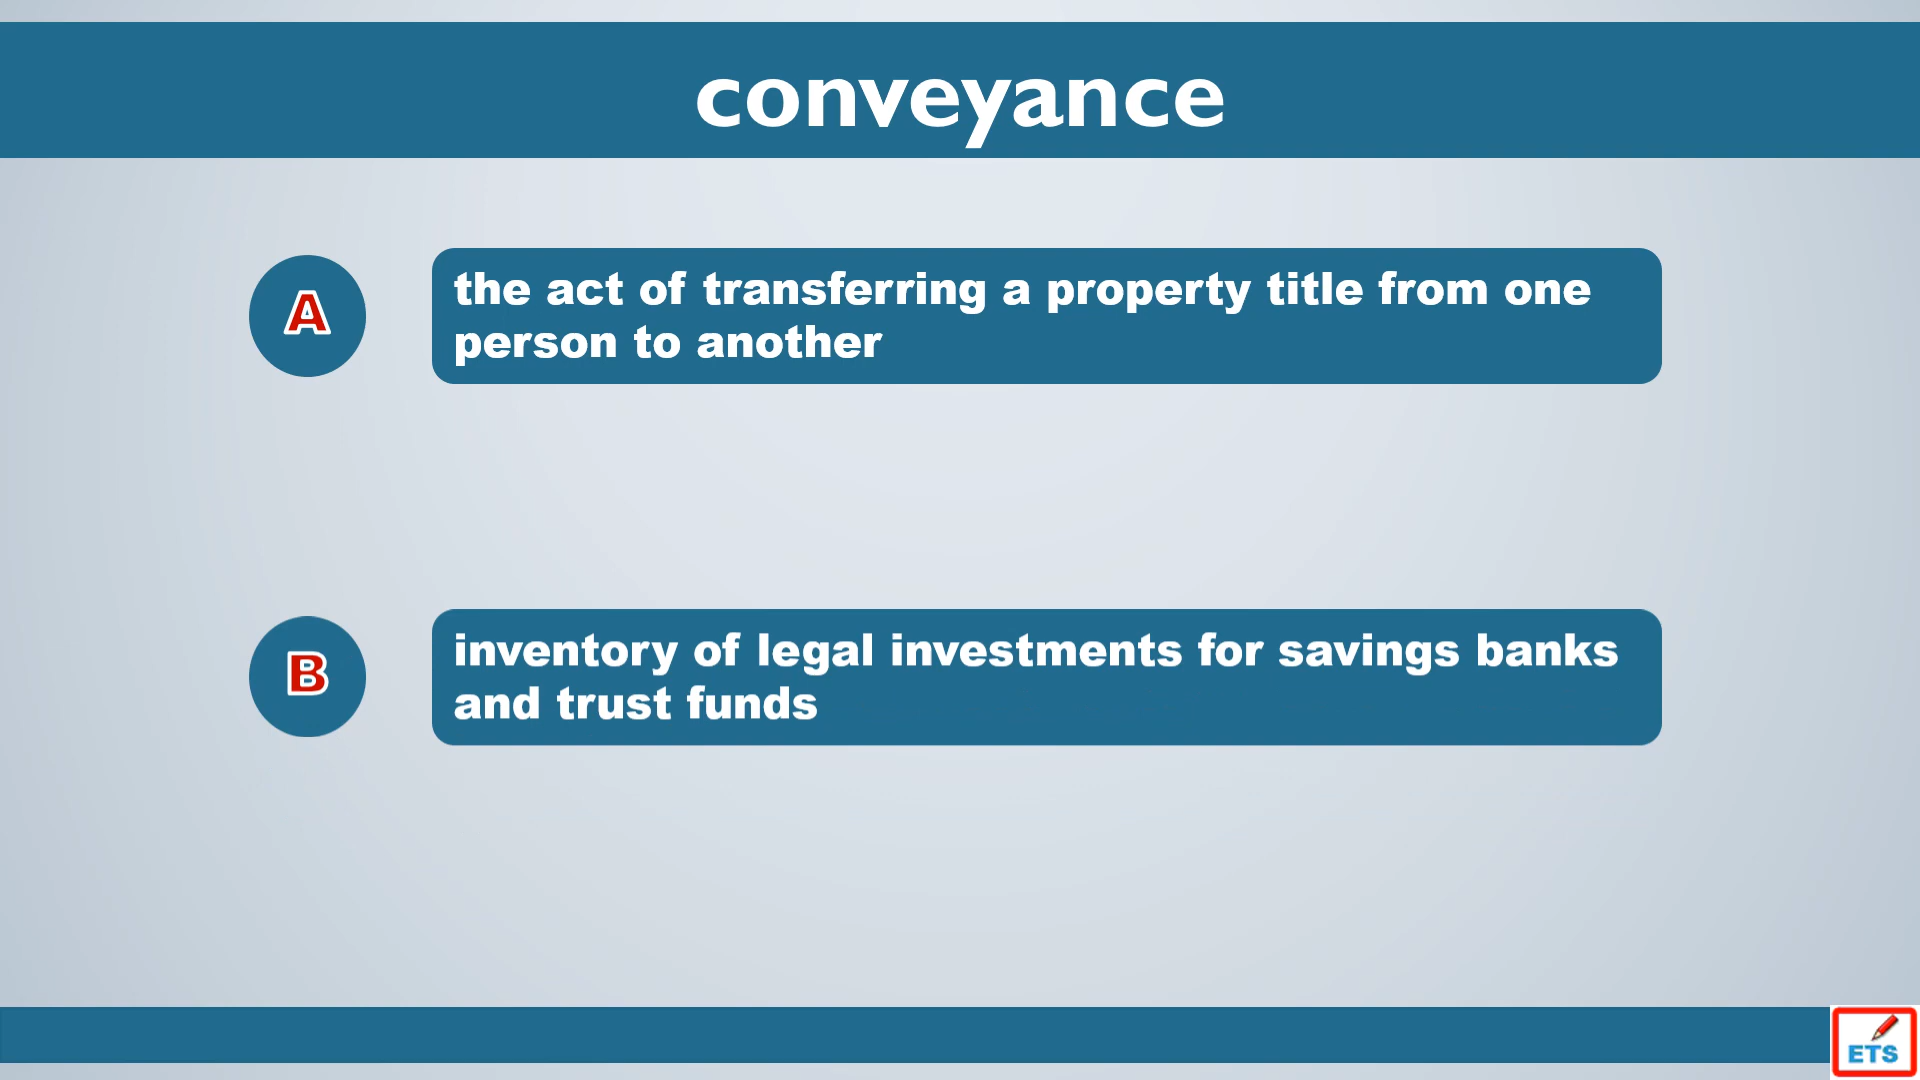 conveyance
A
the act of transferring a property title from one
person to another
B
inventory of legal investments for savings banks
and trust funds
ETS